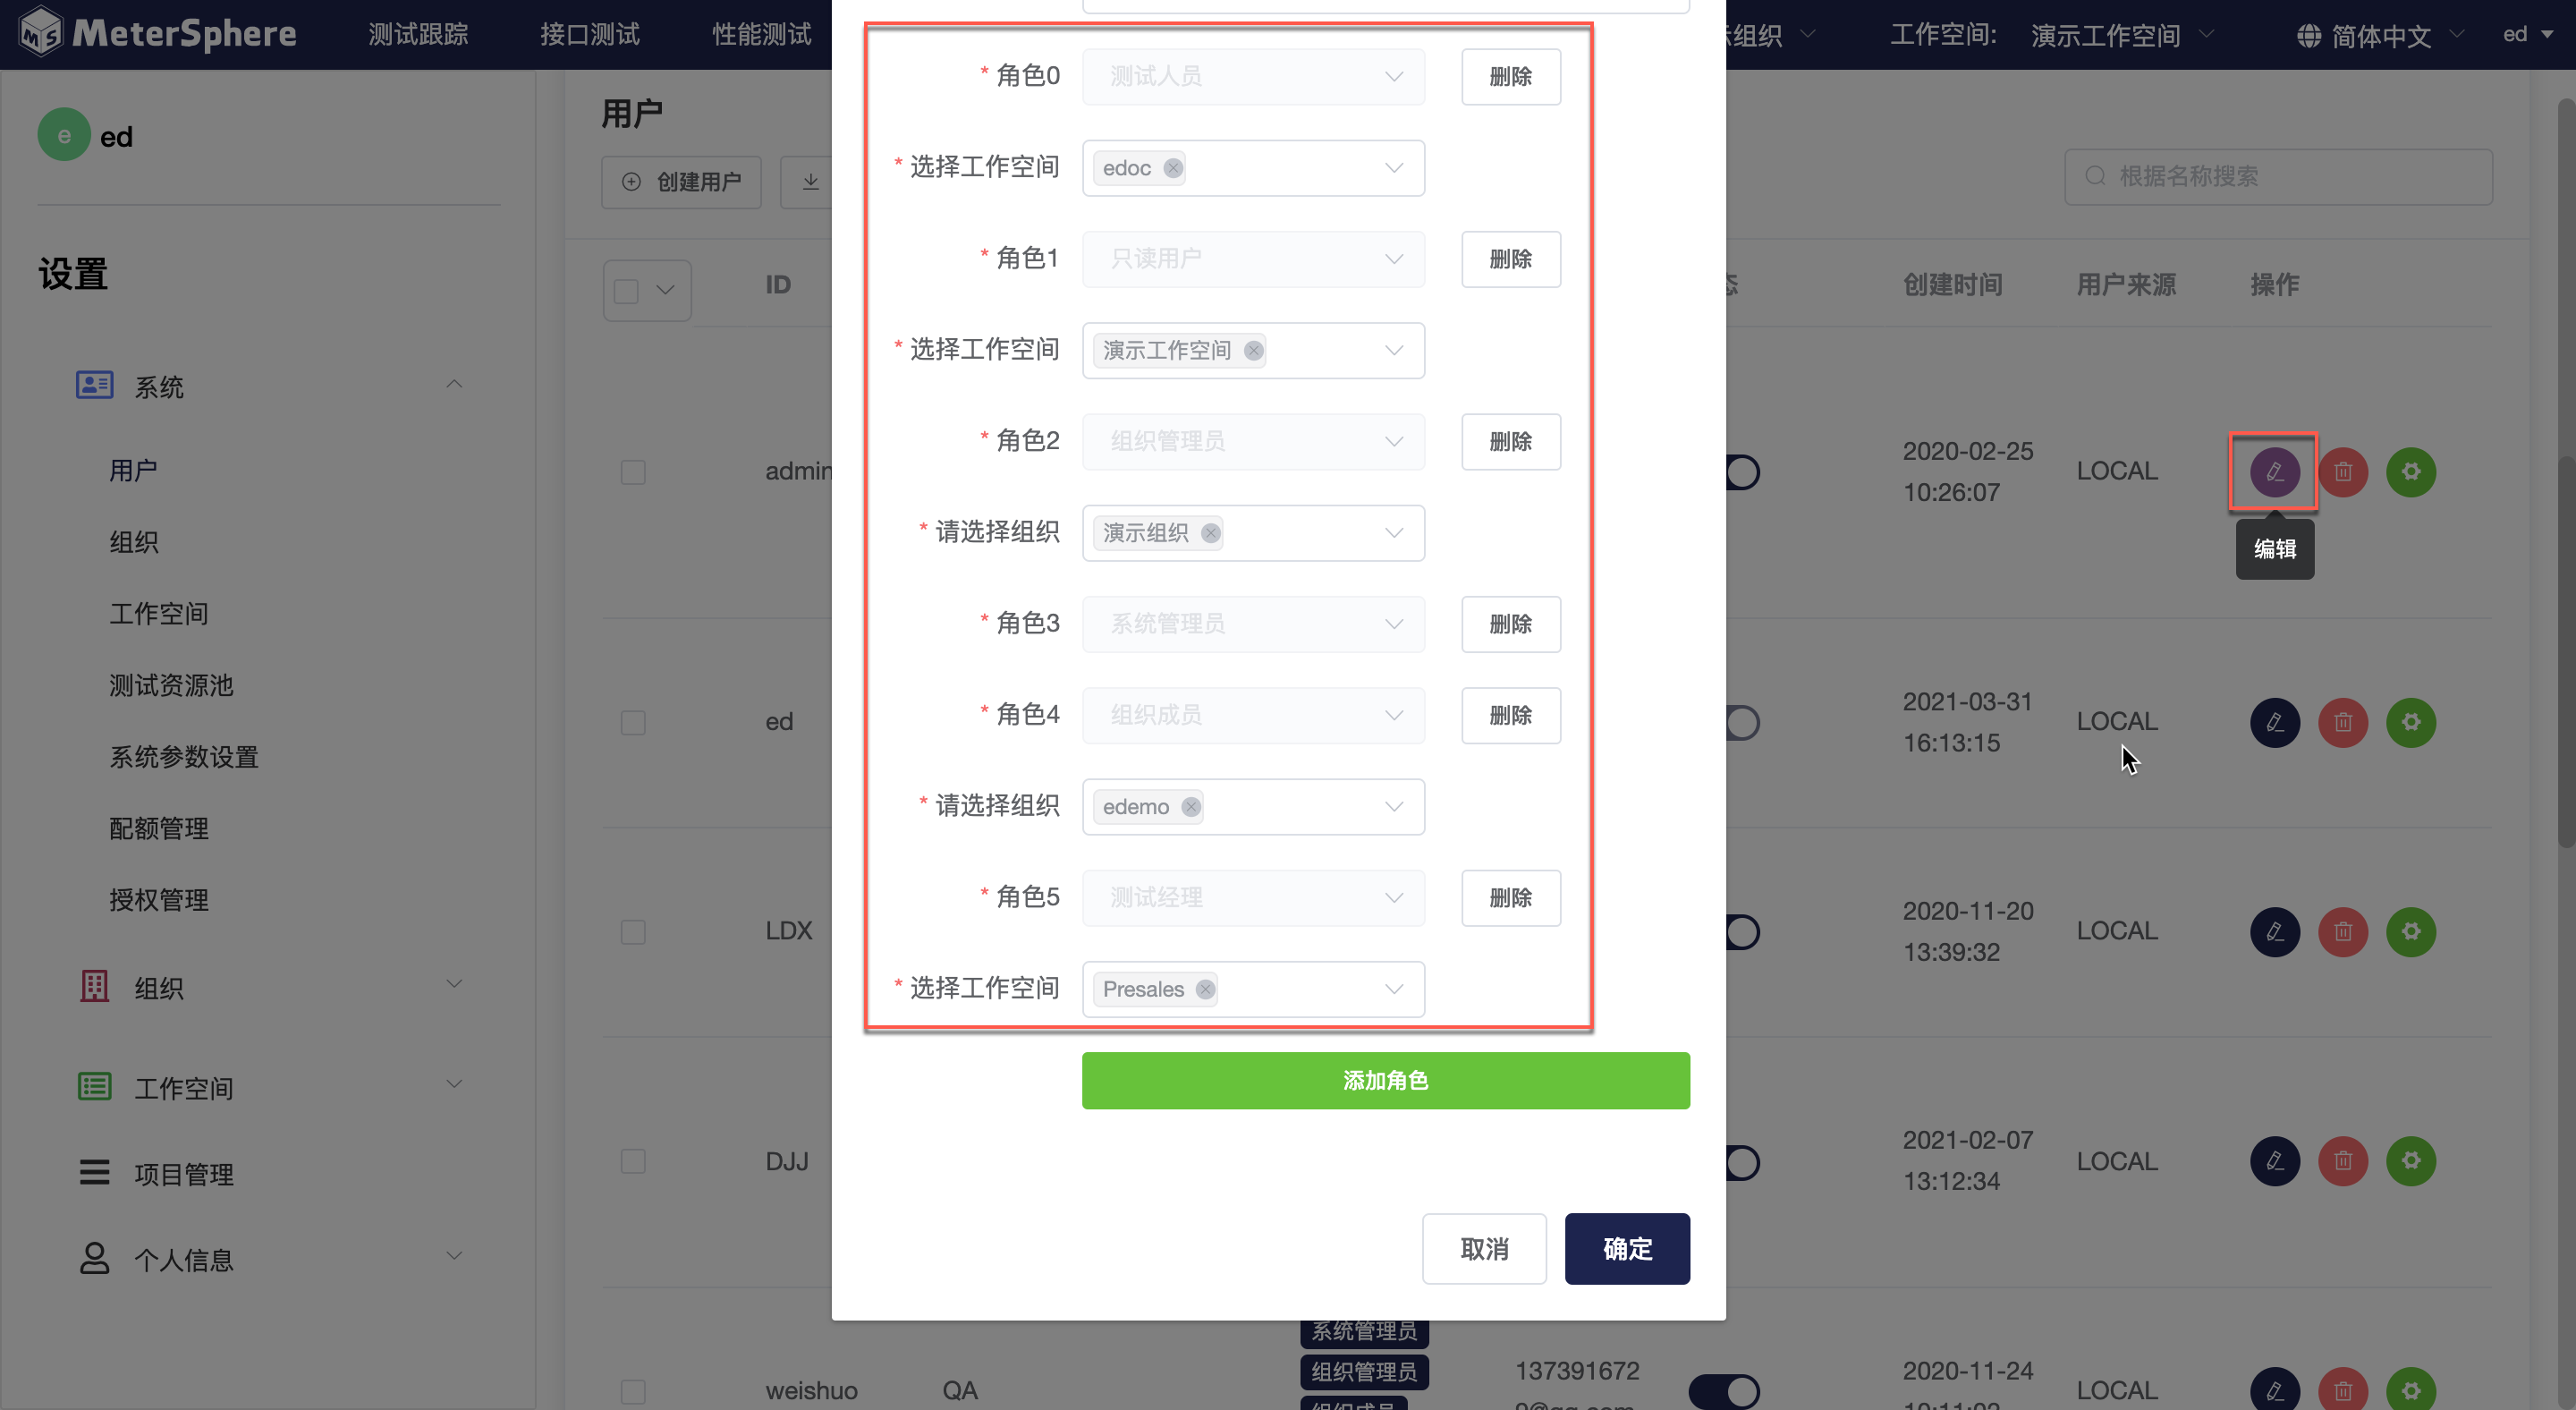 MeterSphere
测试跟踪
接口测试
性能测试
组织
工作空间:
演示工作空间
简体中文
ed
e
ed
设置
系统
用户
组织
工作空间
测试资源池
系统参数设置
配额管理
授权管理
组织
工作空间
项目管理
个人信息
用户
创建用户
根据名称搜索
ID
创建时间
用户来源
操作
admin
2020-02-25
10:26:07
LOCAL
编辑
ed
2021-03-31
16:13:15
LOCAL
LDX
2020-11-20
13:39:32
LOCAL
DJJ
2021-02-07
13:12:34
LOCAL
weishuo
QA
系统管理员
组织管理员
组织成员
137391672
9@qq.com
2020-11-24
LOCAL
* 角色0
测试人员
删除
* 选择工作空间
edoc
* 角色1
只读用户
删除
* 选择工作空间
演示工作空间
* 角色2
组织管理员
删除
* 请选择组织
演示组织
* 角色3
系统管理员
删除
* 角色4
组织成员
删除
* 请选择组织
edemo
* 角色5
测试经理
删除
* 选择工作空间
Presales
添加角色
取消
确定